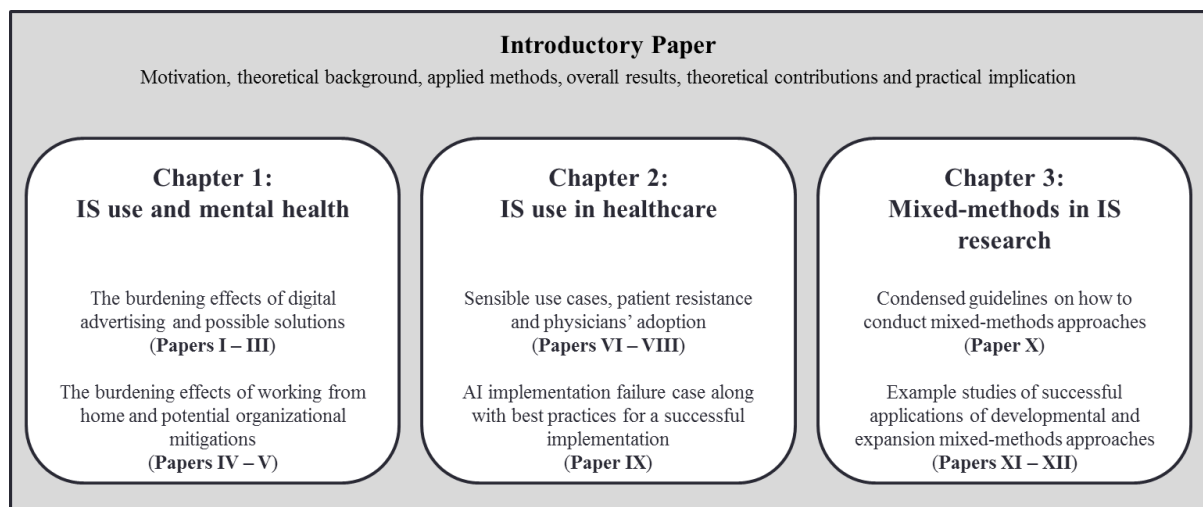 Introductory Paper
Motivation, theoretical background, applied methods, overall results, theoretical contributions and practical implication
Chapter 1:
IS use and mental health
The burdening effects of digital
advertising and possible solutions
(Papers I – III)
The burdening effects of working from
home and potential organizational
mitigations
(Papers IV – V)
Chapter 2:
IS use in healthcare
Sensible use cases, patient resistance
and physicians’ adoption
(Papers VI – VIII)
AI implementation failure case along
with best practices for a successful
implementation
(Paper IX)
Chapter 3:
Mixed-methods in IS
research
Condensed guidelines on how to
conduct mixed-methods approaches
(Paper X)
Example studies of successful
applications of developmental and
expansion mixed-methods approaches
(Papers XI – XII)